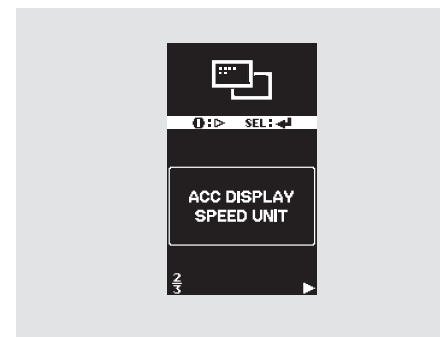 ⓘ:▷ SEL:↵
ACC DISPLAY
SPEED UNIT
2/3
▶